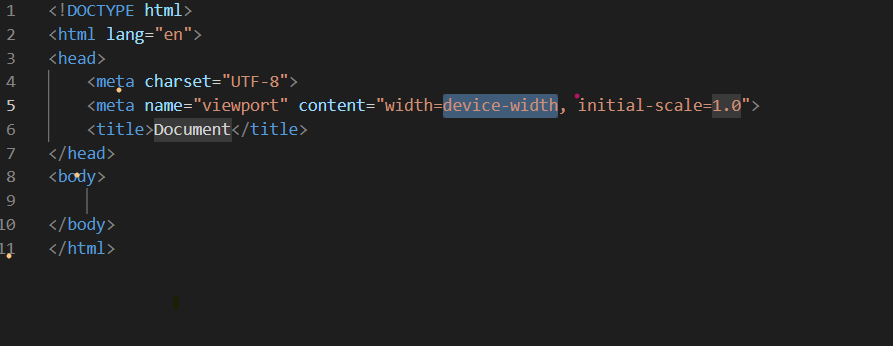 1 <!DOCTYPE html>
2 <html lang="en">
3 <head>
4     <meta charset="UTF-8">
5     <meta name="viewport" content="width=device-width, initial-scale=1.0">
6     <title>Document</title>
7 </head>
8 <body>
9
10 </body>
11 </html>